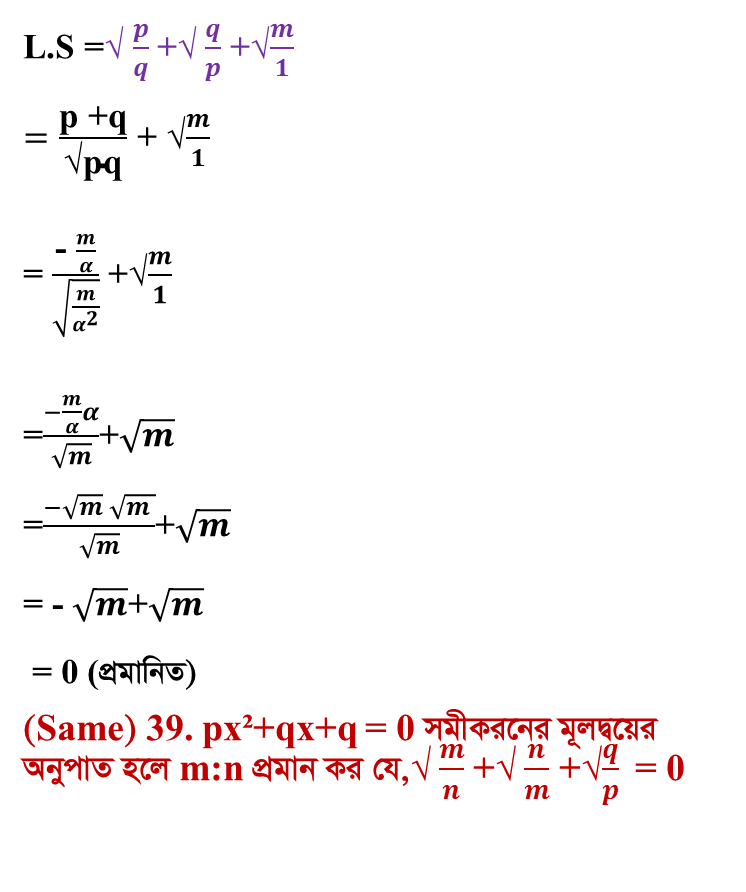 L.S =√ p/q +√ q/p +√m/1
= p +q/√p.q + √m/1
= - m/α/√m/α² +√m/1
=−m/α α/√m+√m
=−√m √m/√m+√m
= - √m+√m
= 0 (প্রমানিত)
(Same) 39. px²+qx+q = 0 সমীকরনের মূলদ্বয়ের
অনুপাত হলে m:n প্রমান কর যে,√ m/n +√ n/m +√q/p = 0